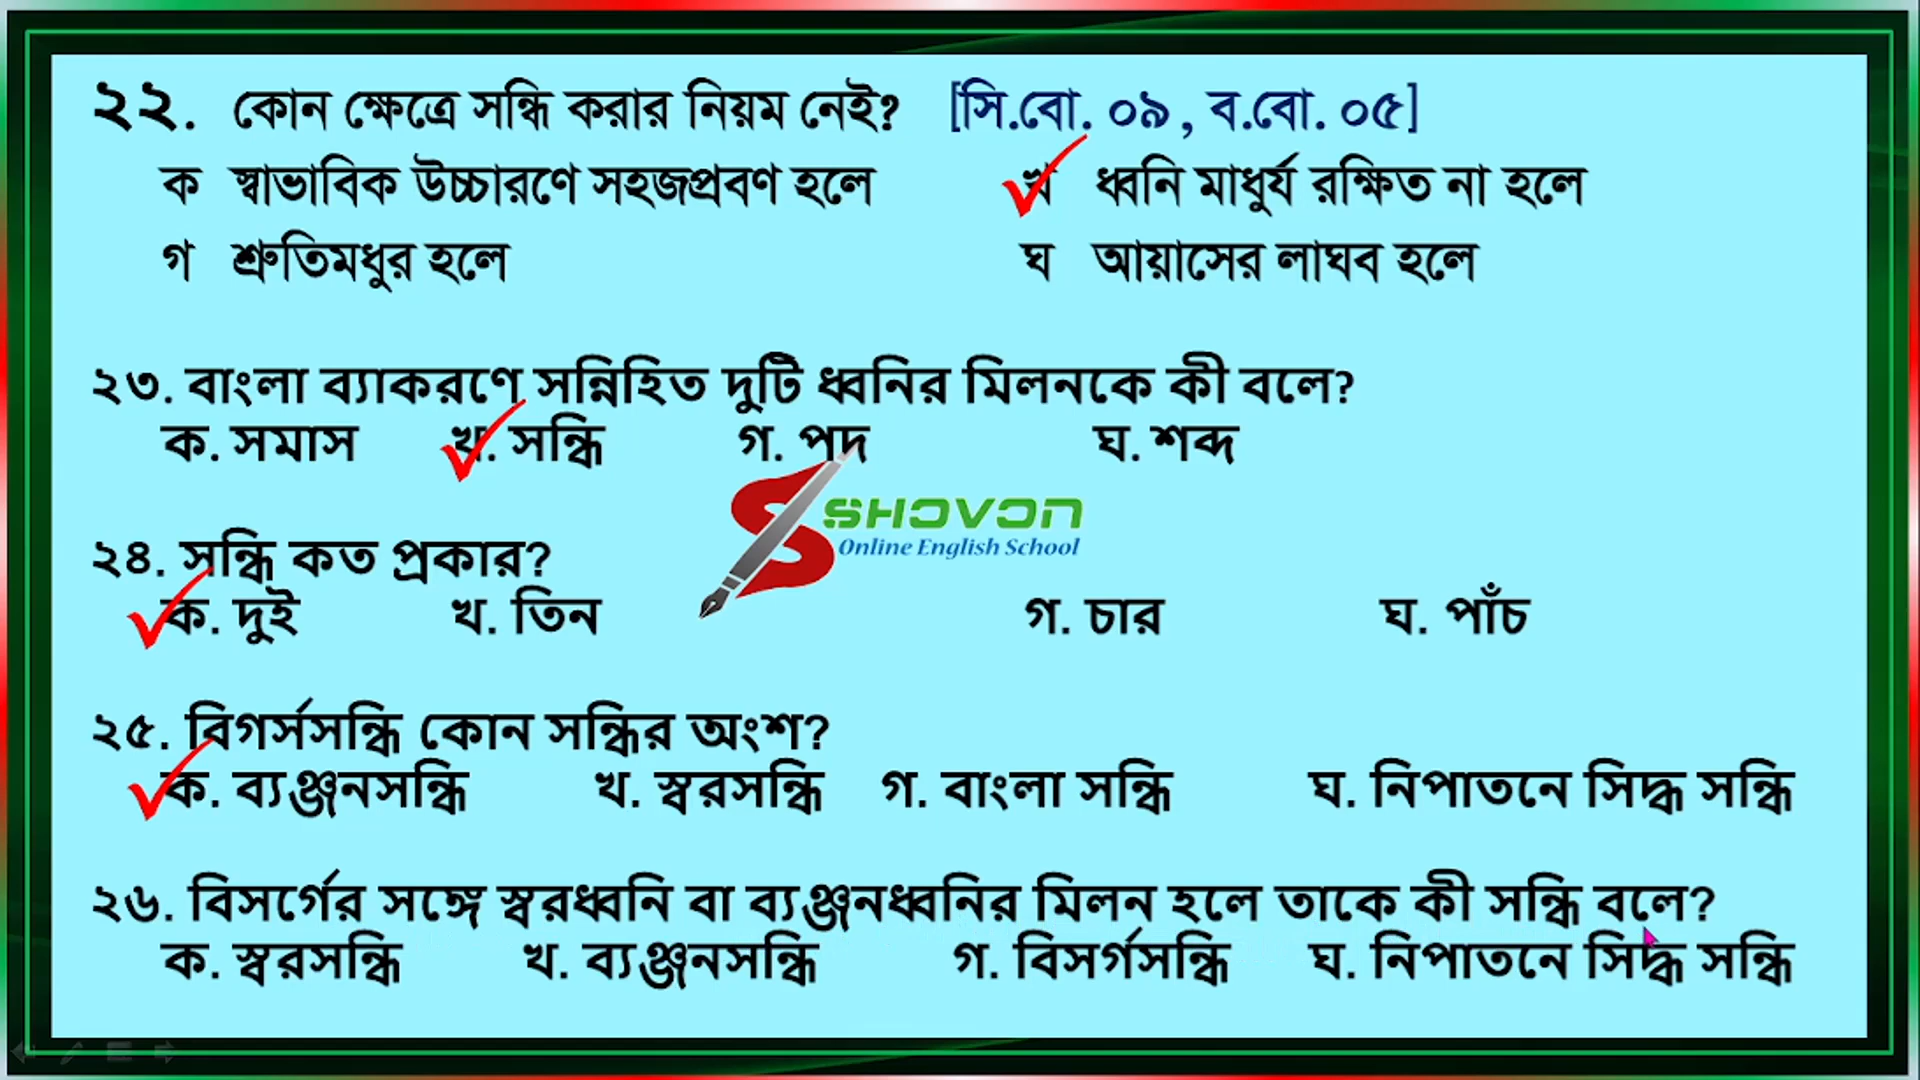 ২২. কোন ক্ষেত্রে সন্ধি করার নিয়ম নেই? [সি.বো. ০৯, ব.বো. ০৫]
ক স্বাভাবিক উচ্চারণে সহজপ্রবণ হলে খ ধ্বনি মাধুর্য রক্ষিত না হলে
গ শ্রুতিমধুর হলে ঘ আয়াসের লাঘব হলে
২৩. বাংলা ব্যাকরণে সন্নিহিত দুটি ধ্বনির মিলনকে কী বলে?
ক. সমাস খ. সন্ধি গ. পদ ঘ. শব্দ
SHOVON
Online English School
২৪. সন্ধি কত প্রকার?
ক. দুই খ. তিন গ. চার ঘ. পাঁচ
২৫. বিগর্সসন্ধি কোন সন্ধির অংশ?
ক. ব্যঞ্জনসন্ধি খ. স্বরসন্ধি গ. বাংলা সন্ধি ঘ. নিপাতনে সিদ্ধ সন্ধি
২৬. বিসর্গের সঙ্গে স্বরধ্বনি বা ব্যঞ্জনধ্বনির মিলন হলে তাকে কী সন্ধি বলে?
ক. স্বরসন্ধি খ. ব্যঞ্জনসন্ধি গ. বিসর্গসন্ধি ঘ. নিপাতনে সিদ্ধ সন্ধি